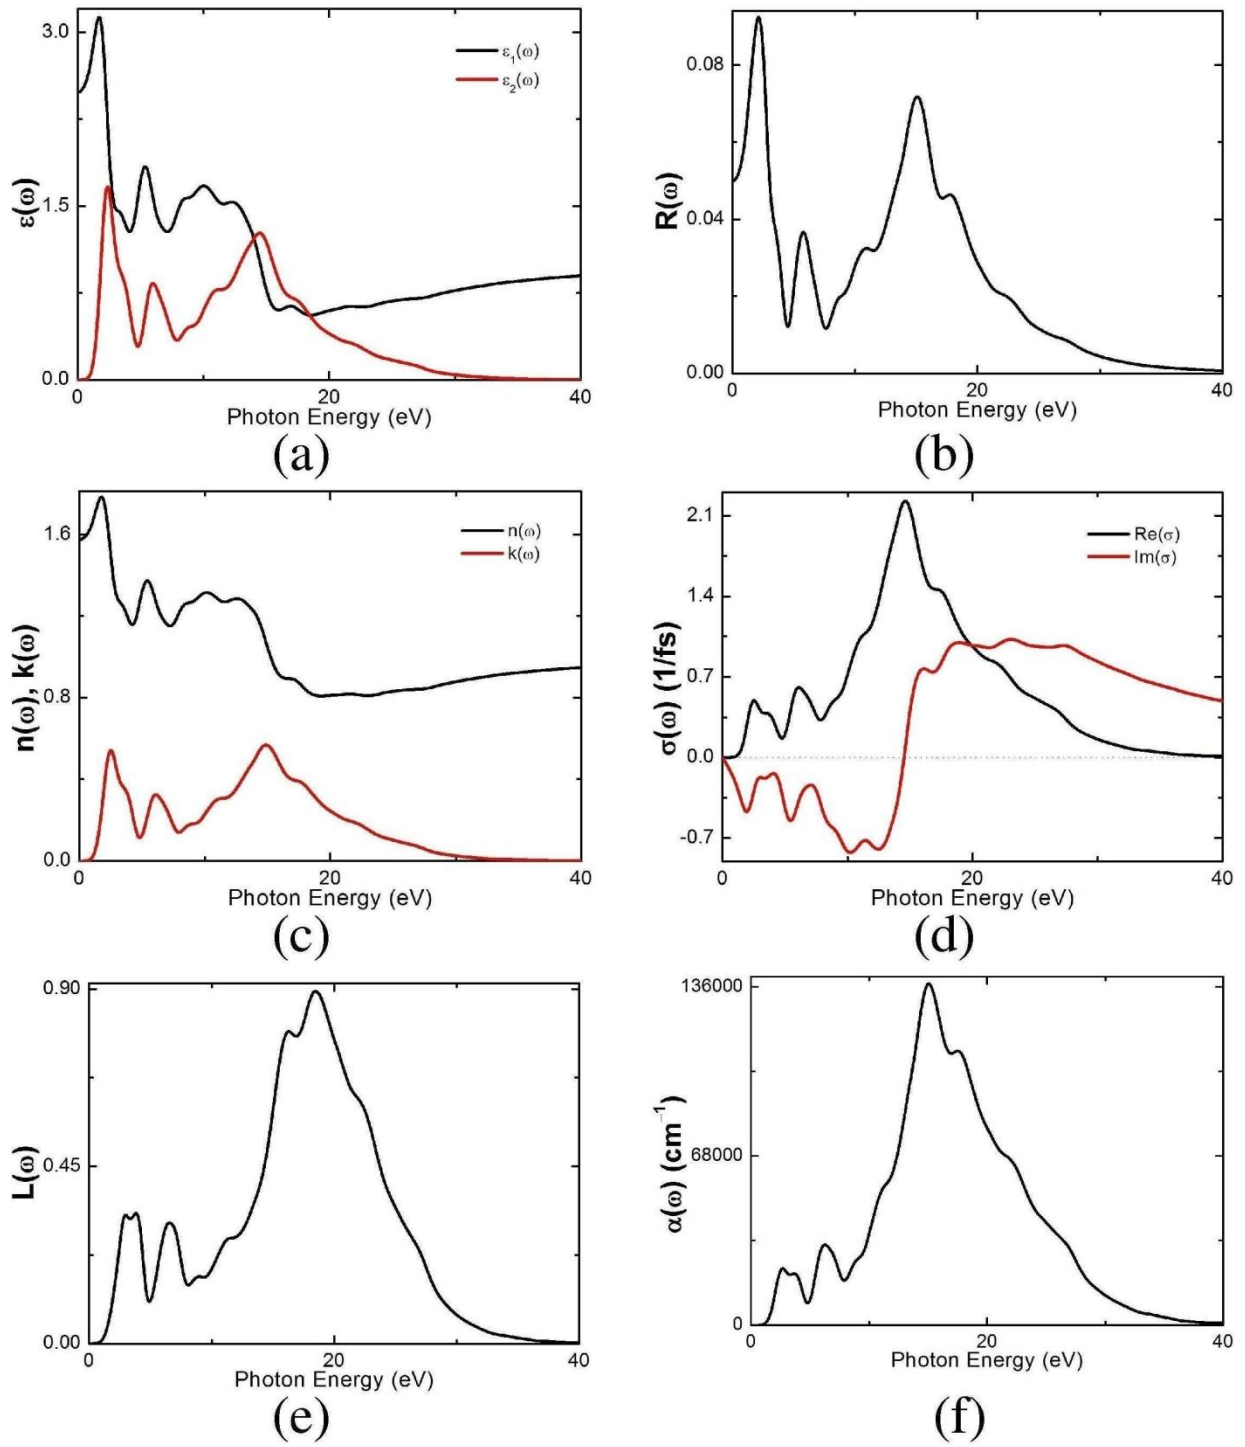 3.0
1.5
0.0
ε(ω)
ε₁(ω)
ε₂(ω)
0 20 40
Photon Energy (eV)
(a)
0.08
0.04
0.00
R(ω)
0 20 40
Photon Energy (eV)
(b)
1.6
0.8
0.0
n(ω), k(ω)
n(ω)
k(ω)
0 20 40
Photon Energy (eV)
(c)
2.1
1.4
0.7
0.0
-0.7
σ(ω) (1/fs)
Re(σ)
Im(σ)
0 20 40
Photon Energy (eV)
(d)
0.90
0.45
0.00
L(ω)
0 20 40
Photon Energy (eV)
(e)
136000
68000
0
α(ω) (cm⁻¹)
0 20 40
Photon Energy (eV)
(f)